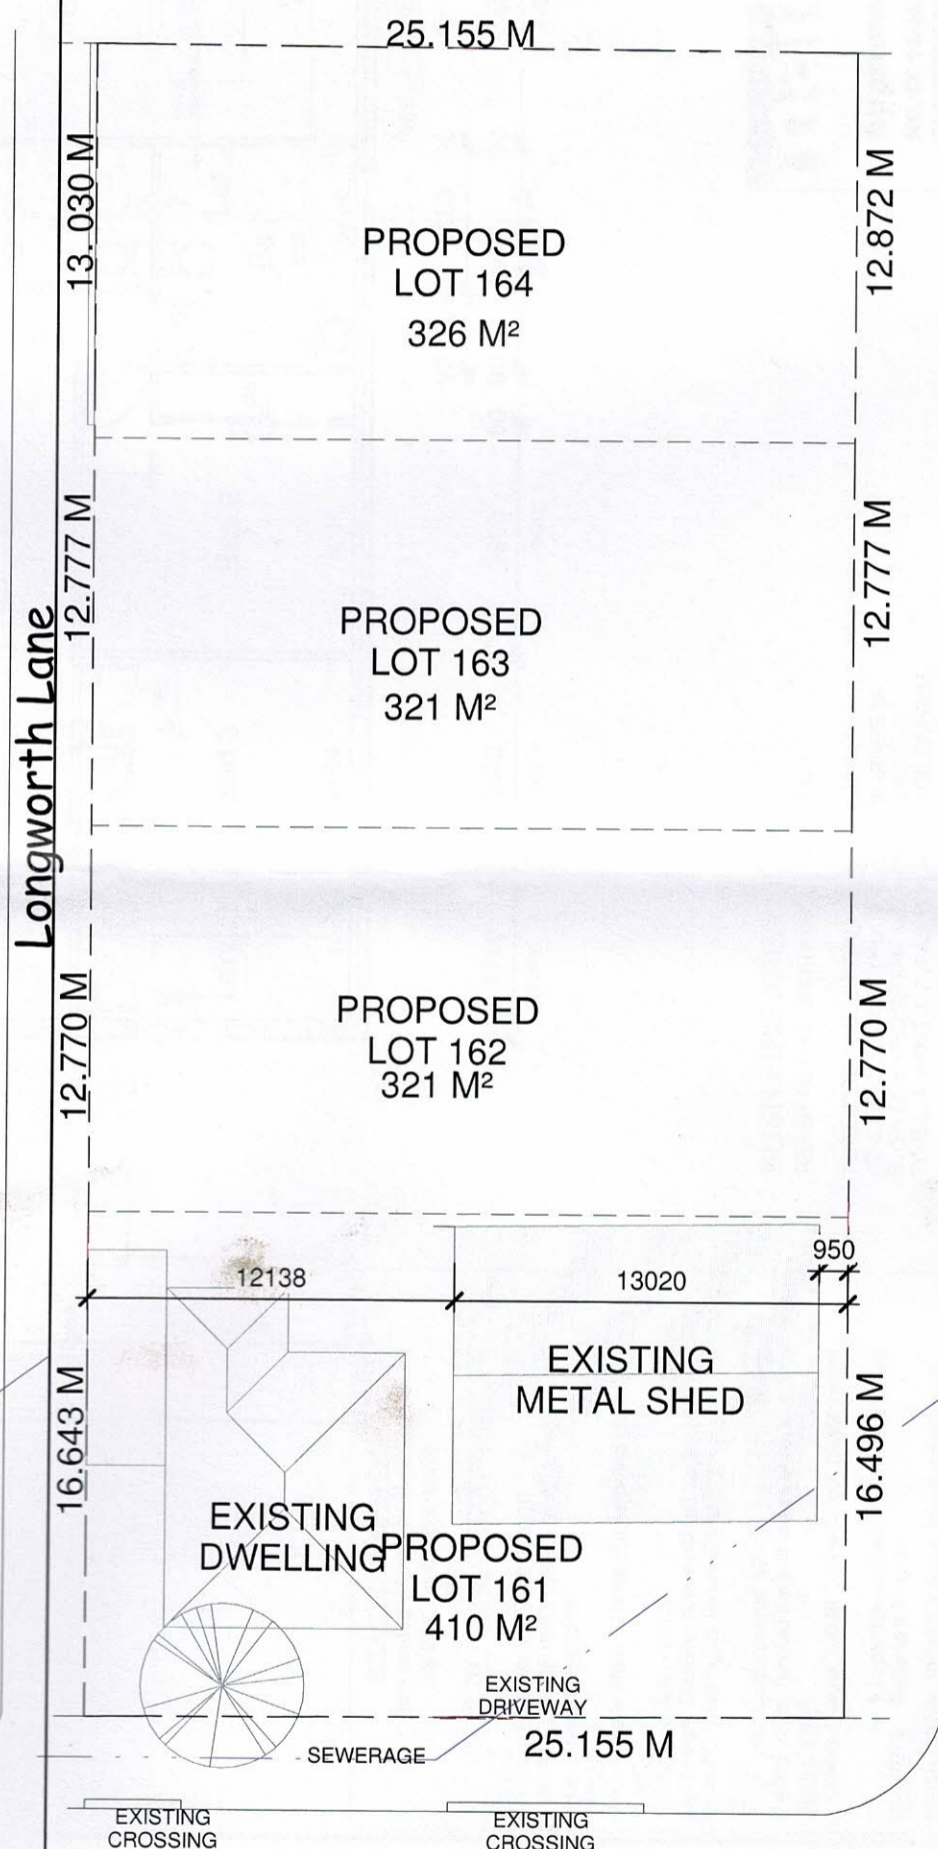 25.155 M
13.030 M
12.872 M
PROPOSED
LOT 164
326 M²
12.777 M
12.777 M
PROPOSED
LOT 163
321 M²
Longworth Lane
12.770 M
12.770 M
PROPOSED
LOT 162
321 M²
950
12138
13020
EXISTING
METAL SHED
16.643 M
16.496 M
EXISTING
DWELLING
PROPOSED
LOT 161
410 M²
EXISTING
DRIVEWAY
25.155 M
SEWERAGE
EXISTING
CROSSING
EXISTING
CROSSING